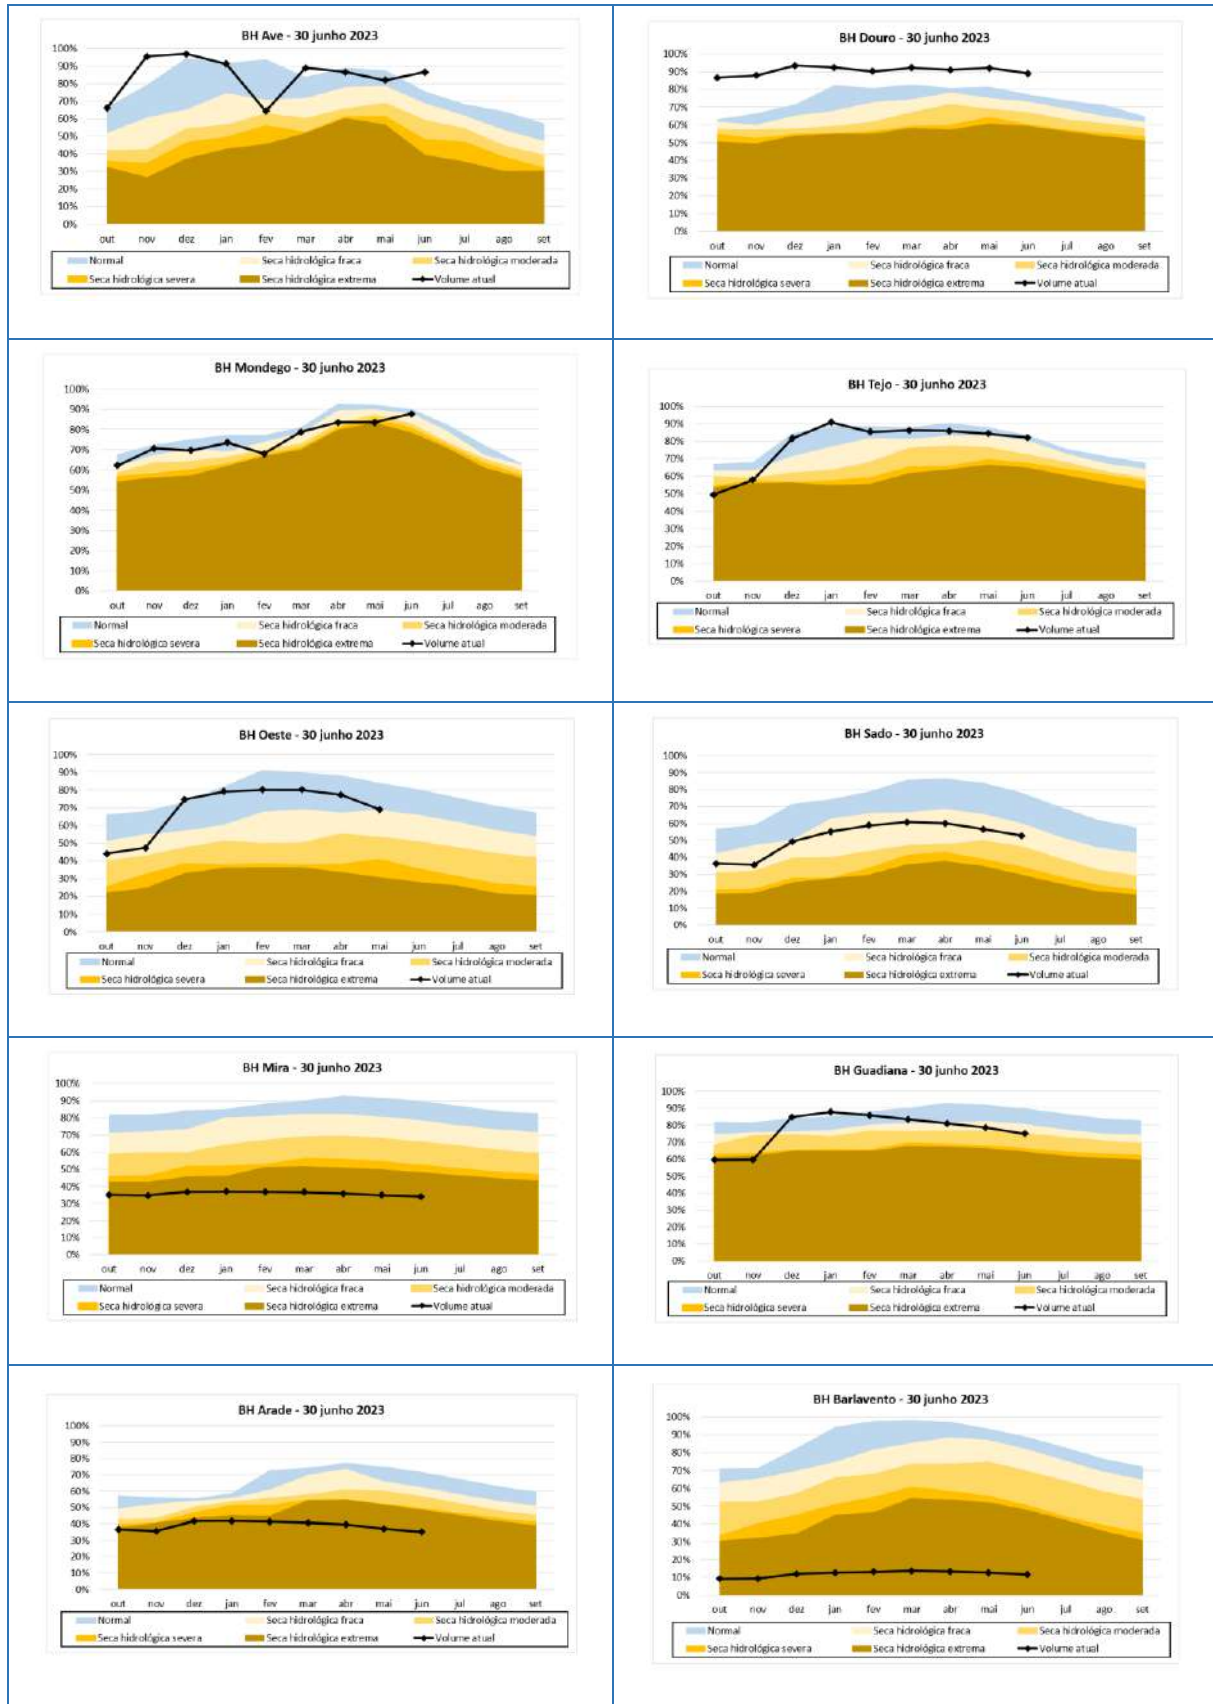 BH Ave - 30 junho 2023
100%
90%
80%
70%
60%
50%
40%
30%
20%
10%
0%
out nov dez jan fev mar abr mai jun jul ago set
Normal Seca hidrológica fraca Seca hidrológica moderada
Seca hidrológica severa Seca hidrológica extrema Volume atual
BH Douro - 30 junho 2023
100%
90%
80%
70%
60%
50%
40%
30%
20%
10%
0%
out nov dez jan fev mar abr mai jun jul ago set
Normal Seca hidrológica fraca Seca hidrológica moderada
Seca hidrológica severa Seca hidrológica extrema Volume atual
BH Mondego - 30 junho 2023
100%
90%
80%
70%
60%
50%
40%
30%
20%
10%
0%
out nov dez jan fev mar abr mai jun jul ago set
Normal Seca hidrológica fraca Seca hidrológica moderada
Seca hidrológica severa Seca hidrológica extrema Volume atual
BH Tejo - 30 junho 2023
100%
90%
80%
70%
60%
50%
40%
30%
20%
10%
0%
out nov dez jan fev mar abr mai jun jul ago set
Normal Seca hidrológica fraca Seca hidrológica moderada
Seca hidrológica severa Seca hidrológica extrema Volume atual
BH Oeste - 30 junho 2023
100%
90%
80%
70%
60%
50%
40%
30%
20%
10%
0%
out nov dez jan fev mar abr mai jun jul ago set
Normal Seca hidrológica fraca Seca hidrológica moderada
Seca hidrológica severa Seca hidrológica extrema Volume atual
BH Sado - 30 junho 2023
100%
90%
80%
70%
60%
50%
40%
30%
20%
10%
0%
out nov dez jan fev mar abr mai jun jul ago set
Normal Seca hidrológica fraca Seca hidrológica moderada
Seca hidrológica severa Seca hidrológica extrema Volume atual
BH Mira - 30 junho 2023
100%
90%
80%
70%
60%
50%
40%
30%
20%
10%
0%
out nov dez jan fev mar abr mai jun jul ago set
Normal Seca hidrológica fraca Seca hidrológica moderada
Seca hidrológica severa Seca hidrológica extrema Volume atual
BH Guadiana - 30 junho 2023
100%
90%
80%
70%
60%
50%
40%
30%
20%
10%
0%
out nov dez jan fev mar abr mai jun jul ago set
Normal Seca hidrológica fraca Seca hidrológica moderada
Seca hidrológica severa Seca hidrológica extrema Volume atual
BH Arade - 30 junho 2023
100%
90%
80%
70%
60%
50%
40%
30%
20%
10%
0%
out nov dez jan fev mar abr mai jun jul ago set
Normal Seca hidrológica fraca Seca hidrológica moderada
Seca hidrológica severa Seca hidrológica extrema Volume atual
BH Barlavento - 30 junho 2023
100%
90%
80%
70%
60%
50%
40%
30%
20%
10%
0%
out nov dez jan fev mar abr mai jun jul ago set
Normal Seca hidrológica fraca Seca hidrológica moderada
Seca hidrológica severa Seca hidrológica extrema Volume atual